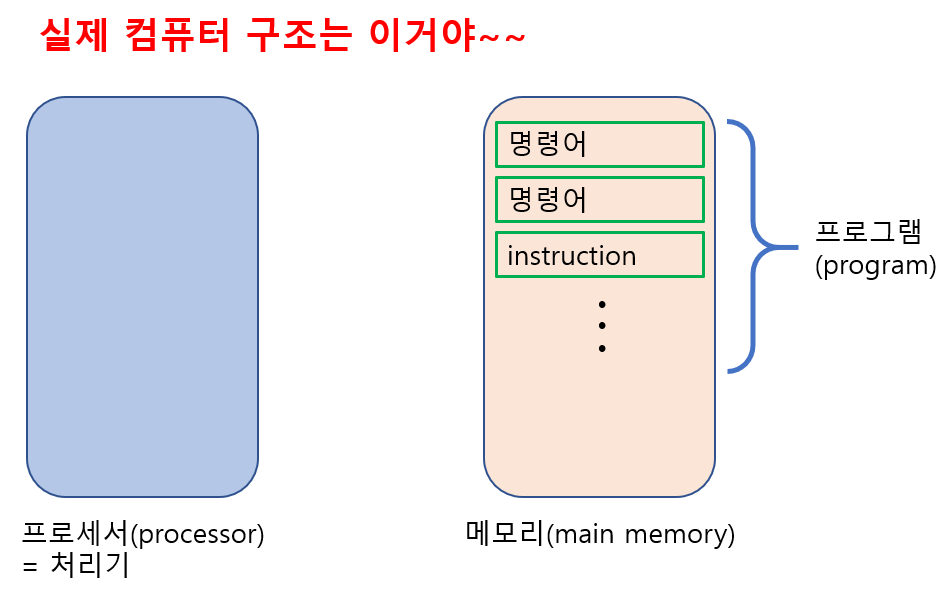 실제 컴퓨터 구조는 이거야~~
명령어
명령어
instruction
프로그램
(program)
프로세서(processor)
= 처리기
메모리(main memory)